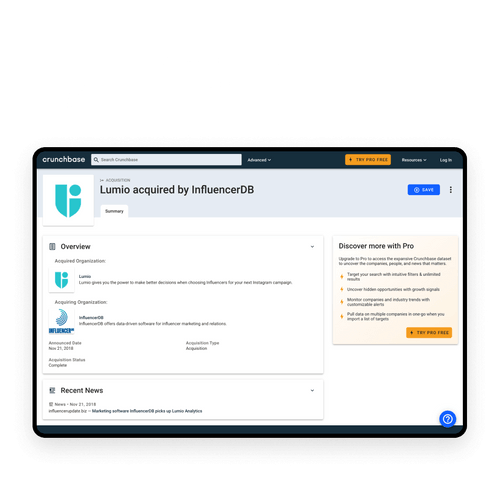 crunchbase
Search Crunchbase
Advanced
TRY PRO FREE
Resources
Log In
ACQUISITION
Lumio acquired by InfluencerDB
SAVE
Summary
Overview
Acquired Organization:
Lumio
Lumio gives you the power to make better decisions when choosing Influencers for your next Instagram campaign.
Acquiring Organization:
INFLUENCER DB
InfluencerDB
InfluencerDB offers data-driven software for influencer marketing and relations.
Announced Date
Nov 21, 2018
Acquisition Type
Acquisition
Acquisition Status
Complete
Recent News
News • Nov 21, 2018
influencerupdate.biz — Marketing software InfluencerDB picks up Lumio Analytics
Discover more with Pro
Upgrade to Pro to access the expansive Crunchbase dataset
to uncover the companies, people, and news that matters.
Target your search with intuitive filters & unlimited
results
Uncover hidden opportunities with growth signals
Monitor companies and industry trends with
customizable alerts
Pull data on multiple companies in one-go when you
import a list of targets
TRY PRO FREE